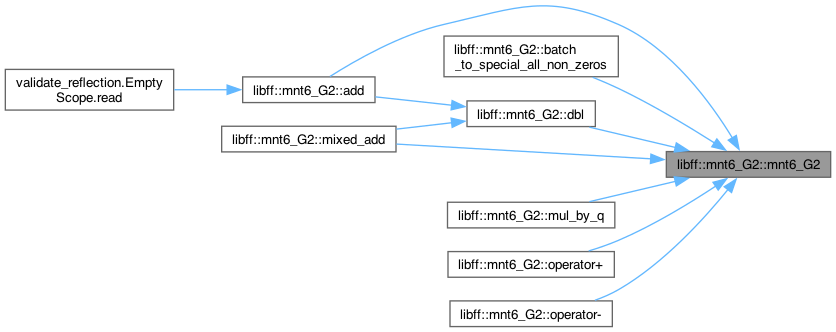 validate_reflection.Empty
Scope.read
libff::mnt6_G2::add
libff::mnt6_G2::mixed_add
libff::mnt6_G2::batch
_to_special_all_non_zeros
libff::mnt6_G2::dbl
libff::mnt6_G2::mul_by_q
libff::mnt6_G2::operator+
libff::mnt6_G2::operator-
libff::mnt6_G2::mnt6_G2